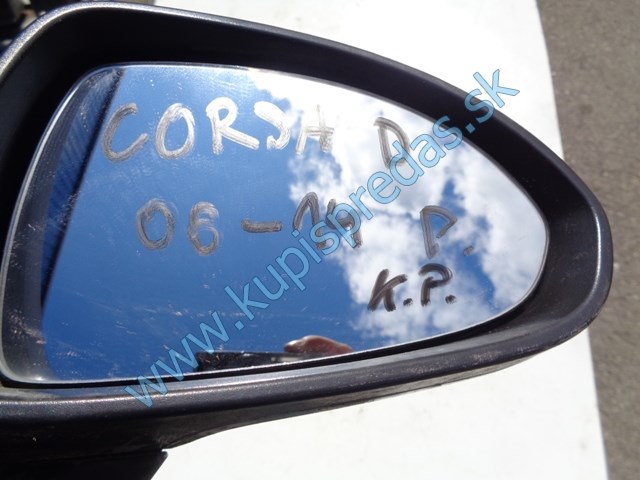 CORSA D
06-14 P.
K.P.
www.kupispredas.sk